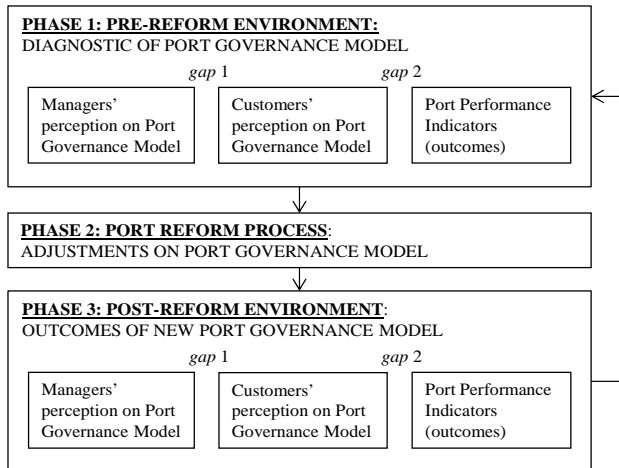 PHASE 1: PRE-REFORM ENVIRONMENT:
DIAGNOSTIC OF PORT GOVERNANCE MODEL
gap 1
gap 2
Managers'
perception on Port
Governance Model
Customers'
perception on Port
Governance Model
Port Performance
Indicators
(outcomes)
PHASE 2: PORT REFORM PROCESS:
ADJUSTMENTS ON PORT GOVERNANCE MODEL
PHASE 3: POST-REFORM ENVIRONMENT:
OUTCOMES OF NEW PORT GOVERNANCE MODEL
gap 1
gap 2
Managers'
perception on Port
Governance Model
Customers'
perception on Port
Governance Model
Port Performance
Indicators
(outcomes)